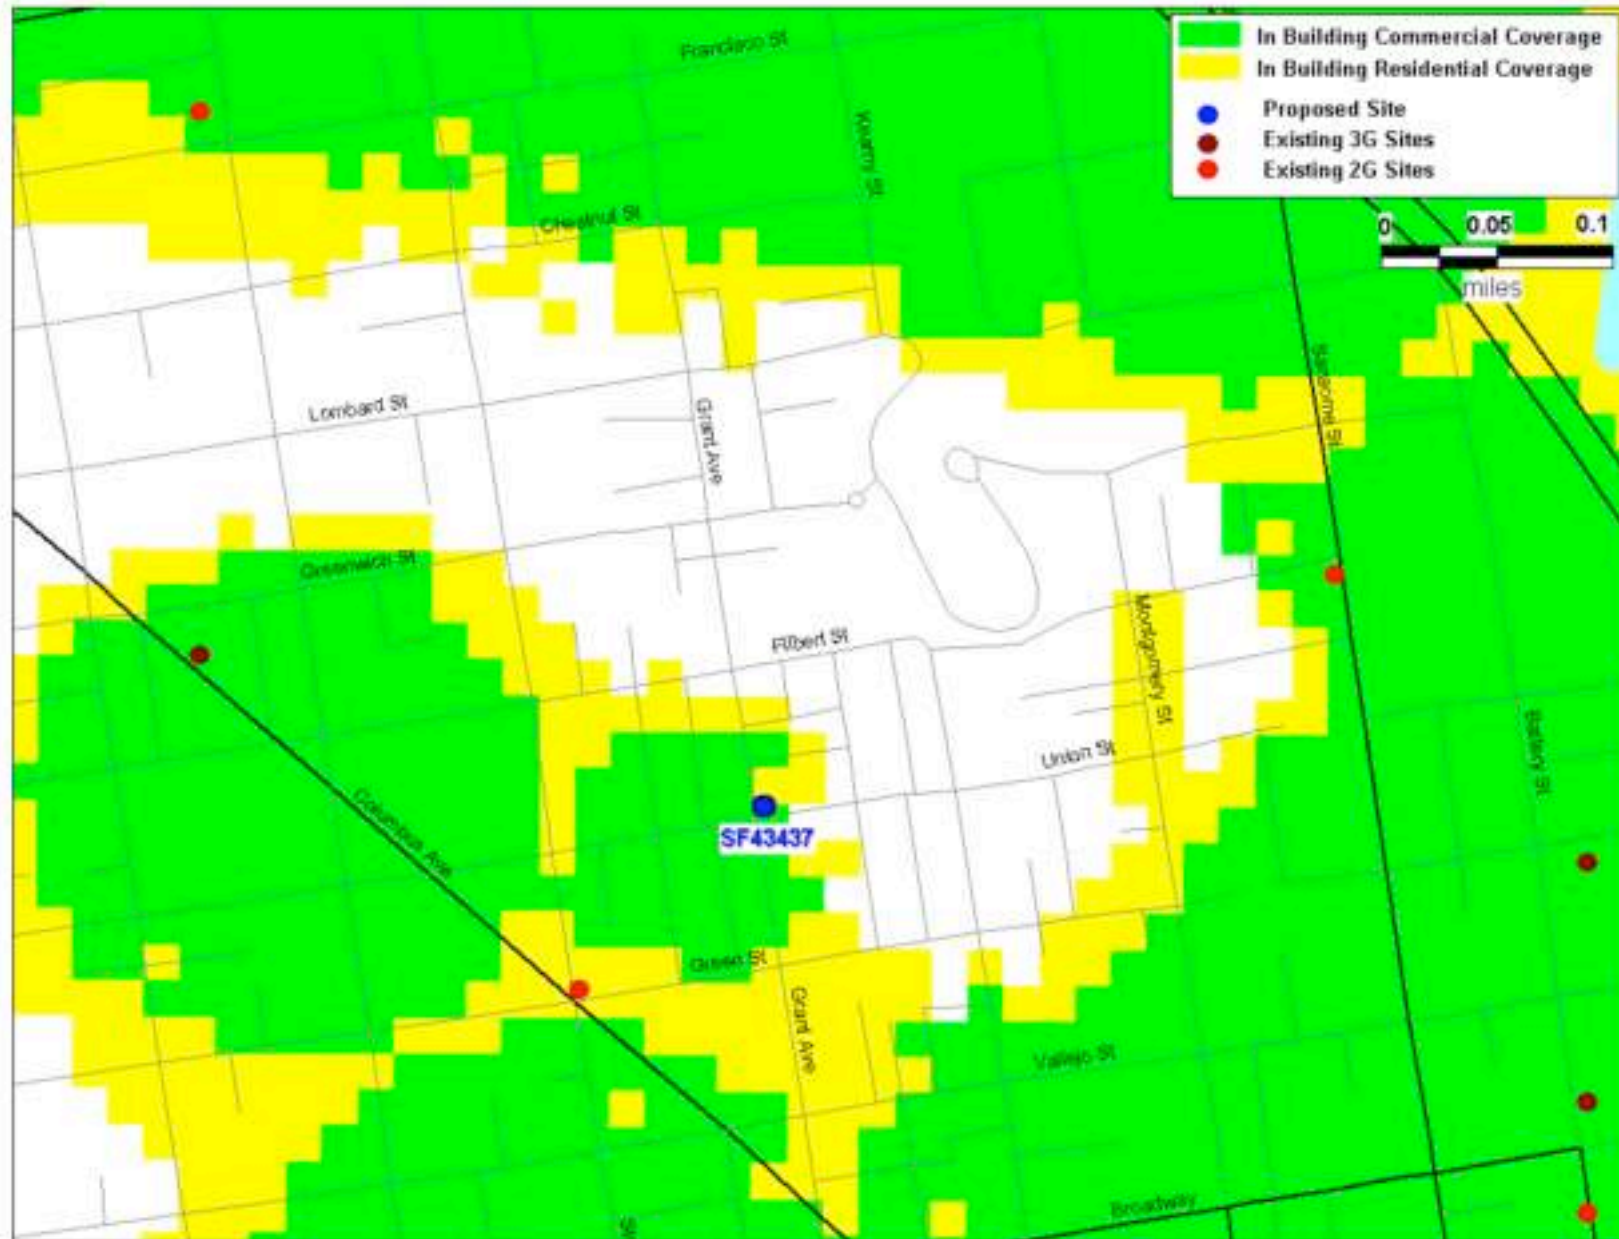 Francisco St
In Building Commercial Coverage
In Building Residential Coverage
Proposed Site
Existing 3G Sites
Existing 2G Sites
Kearny St
Chestnut St
0 0.05 0.1
miles
Lombard St
Grant Ave
Sansome St
Greenwich St
Filbert St
Montgomery St
Union St
Battery St
Columbus Ave
SF43437
Green St
Grant Ave
Vallejo St
Broadway
St